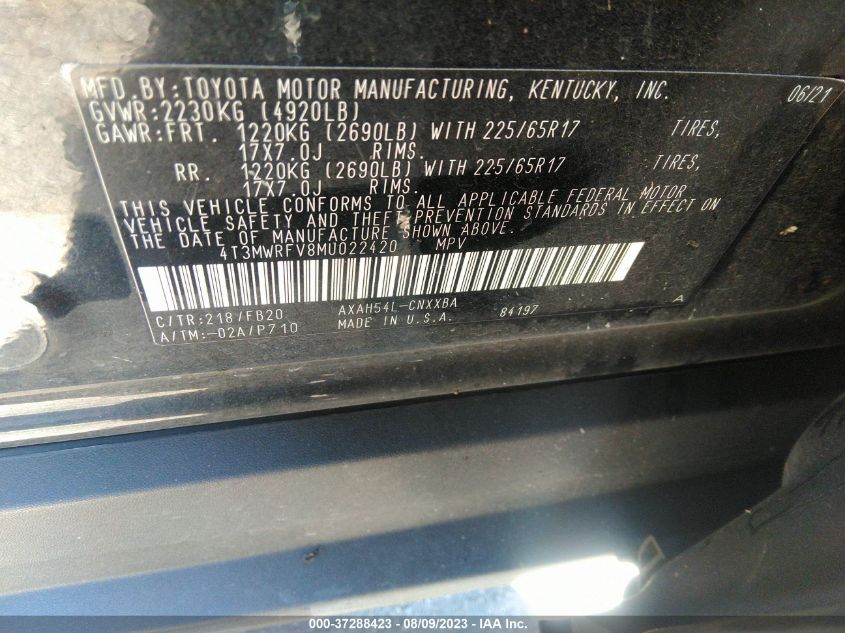 MFD.BY:TOYOTA MOTOR MANUFACTURING, KENTUCKY, INC. 06/21
GVWR:2230KG (4920LB)
GAWR:FRT. 1220KG (2690LB) WITH 225/65R17 TIRES,
17X7.0J RIMS.
RR. 1220KG (2690LB) WITH 225/65R17 TIRES,
17X7.0J RIMS.
THIS VEHICLE CONFORMS TO ALL APPLICABLE FEDERAL MOTOR
VEHICLE SAFETY AND THEFT PREVENTION STANDARDS IN EFFECT ON
THE DATE OF MANUFACTURE SHOWN ABOVE.
4T3MWRFV8MU022420 MPV
C/TR:218/FB20 AXAH54L-CNXXBA A
A/TM:-02A/P710 MADE IN U.S.A. 84197
000-37288423 - 08/09/2023 - IAA Inc.